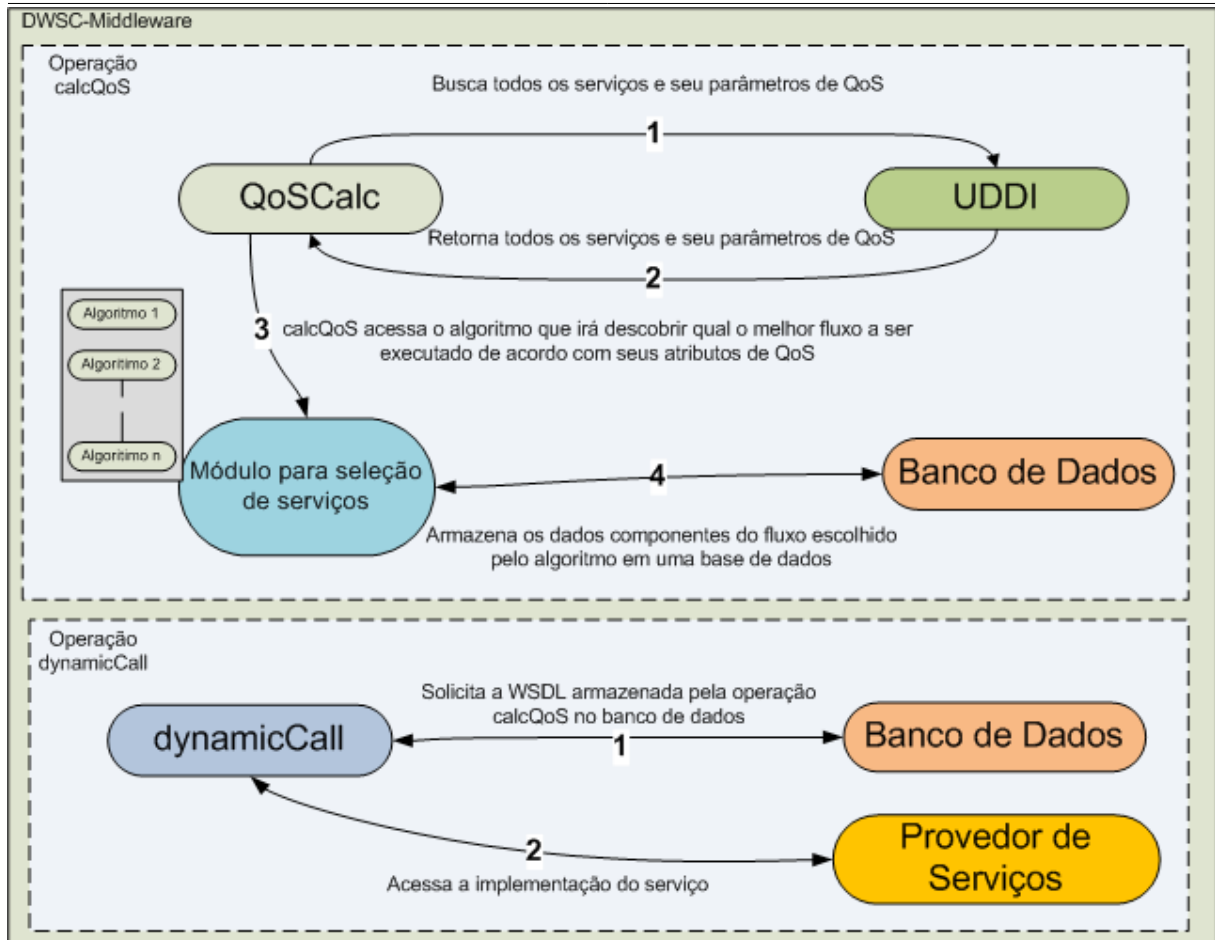 DWSC-Middleware
Operação
calcQoS
Busca todos os serviços e seu parâmetros de QoS
1
QoSCalc
UDDI
Retorna todos os serviços e seu parâmetros de QoS
2
Algoritmo 1
Algoritimo 2
Algoritimo n
3
calcQoS acessa o algoritmo que irá descobrir qual o melhor fluxo a ser
executado de acordo com seus atributos de QoS
Módulo para seleção
de serviços
4
Banco de Dados
Armazena os dados componentes do fluxo escolhido
pelo algoritmo em uma base de dados
Operação
dynamicCall
Solicita a WSDL armazenada pela operação
calcQoS no banco de dados
dynamicCall
1
Banco de Dados
2
Acessa a implementação do serviço
Provedor de
Serviços